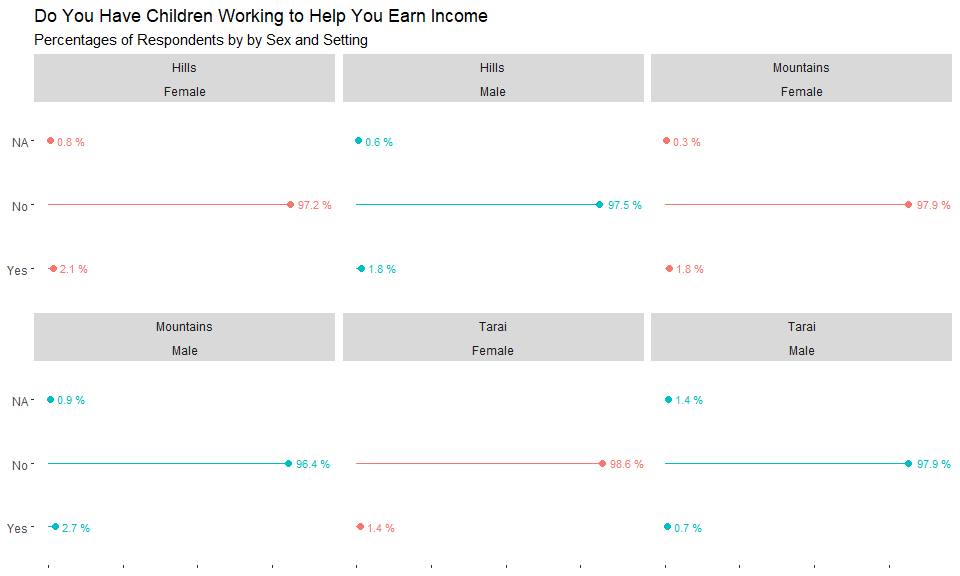 Do You Have Children Working to Help You Earn Income
Percentages of Respondents by by Sex and Setting
Hills
Female
Hills
Male
Mountains
Female
NA
0.8 %
0.6 %
0.3 %
No
97.2 %
97.5 %
97.9 %
Yes
2.1 %
1.8 %
1.8 %
Mountains
Male
Tarai
Female
Tarai
Male
NA
0.9 %
1.4 %
No
96.4 %
98.6 %
97.9 %
Yes
2.7 %
1.4 %
0.7 %